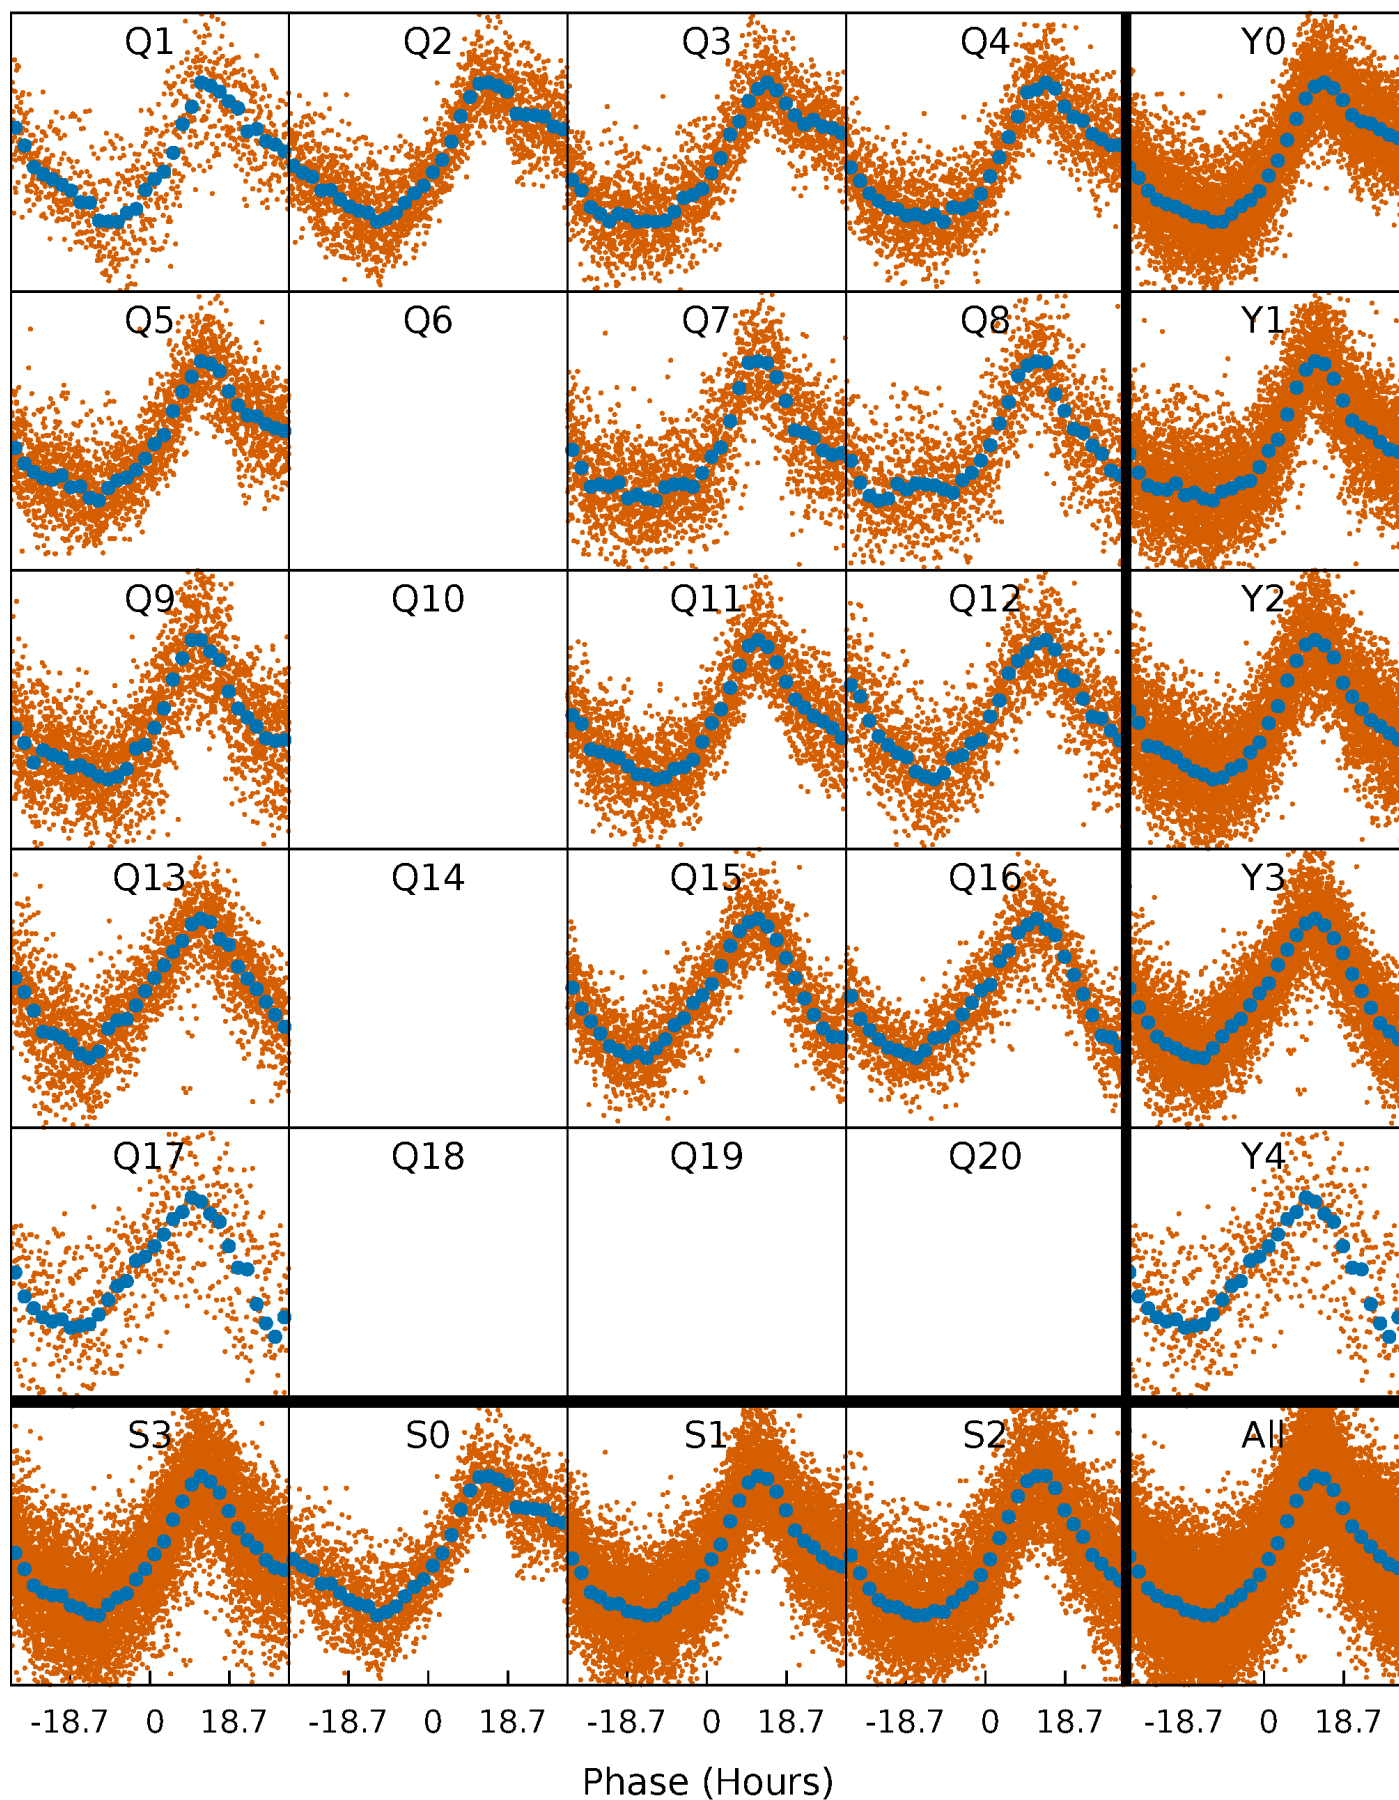 Q1 Q2 Q3 Q4 Y0
Q5 Q6 Q7 Q8 Y1
Q9 Q10 Q11 Q12 Y2
Q13 Q14 Q15 Q16 Y3
Q17 Q18 Q19 Q20 Y4
S3 S0 S1 S2 All
-18.7 0 18.7 -18.7 0 18.7 -18.7 0 18.7 -18.7 0 18.7 -18.7 0 18.7
Phase (Hours)